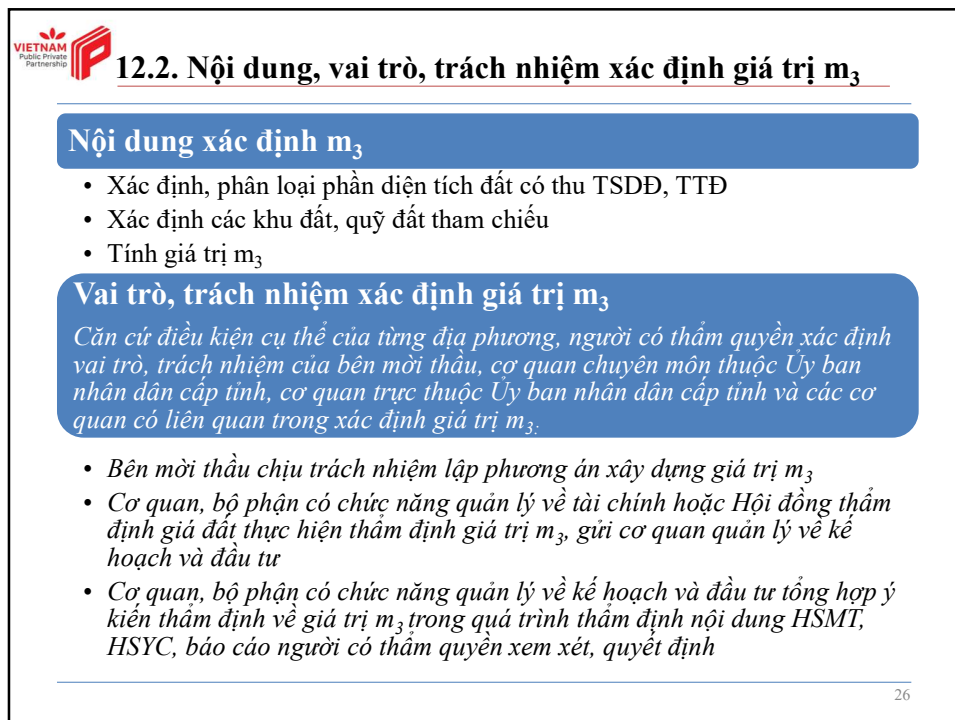 VIETNAM
Public Private
Partnership
12.2. Nội dung, vai trò, trách nhiệm xác định giá trị m₃
Nội dung xác định m₃
• Xác định, phân loại phần diện tích đất có thu TSDĐ, TTĐ
• Xác định các khu đất, quỹ đất tham chiếu
• Tính giá trị m₃
Vai trò, trách nhiệm xác định giá trị m₃
Căn cứ điều kiện cụ thể của từng địa phương, người có thẩm quyền xác định
vai trò, trách nhiệm của bên mời thầu, cơ quan chuyên môn thuộc Ủy ban
nhân dân cấp tỉnh, cơ quan trực thuộc Ủy ban nhân dân cấp tỉnh và các cơ
quan có liên quan trong xác định giá trị m₃:
• Bên mời thầu chịu trách nhiệm lập phương án xây dựng giá trị m₃
• Cơ quan, bộ phận có chức năng quản lý về tài chính hoặc Hội đồng thẩm
định giá đất thực hiện thẩm định giá trị m₃, gửi cơ quan quản lý về kế
hoạch và đầu tư
• Cơ quan, bộ phận có chức năng quản lý về kế hoạch và đầu tư tổng hợp ý
kiến thẩm định về giá trị m₃ trong quá trình thẩm định nội dung HSMT,
HSYC, báo cáo người có thẩm quyền xem xét, quyết định
26